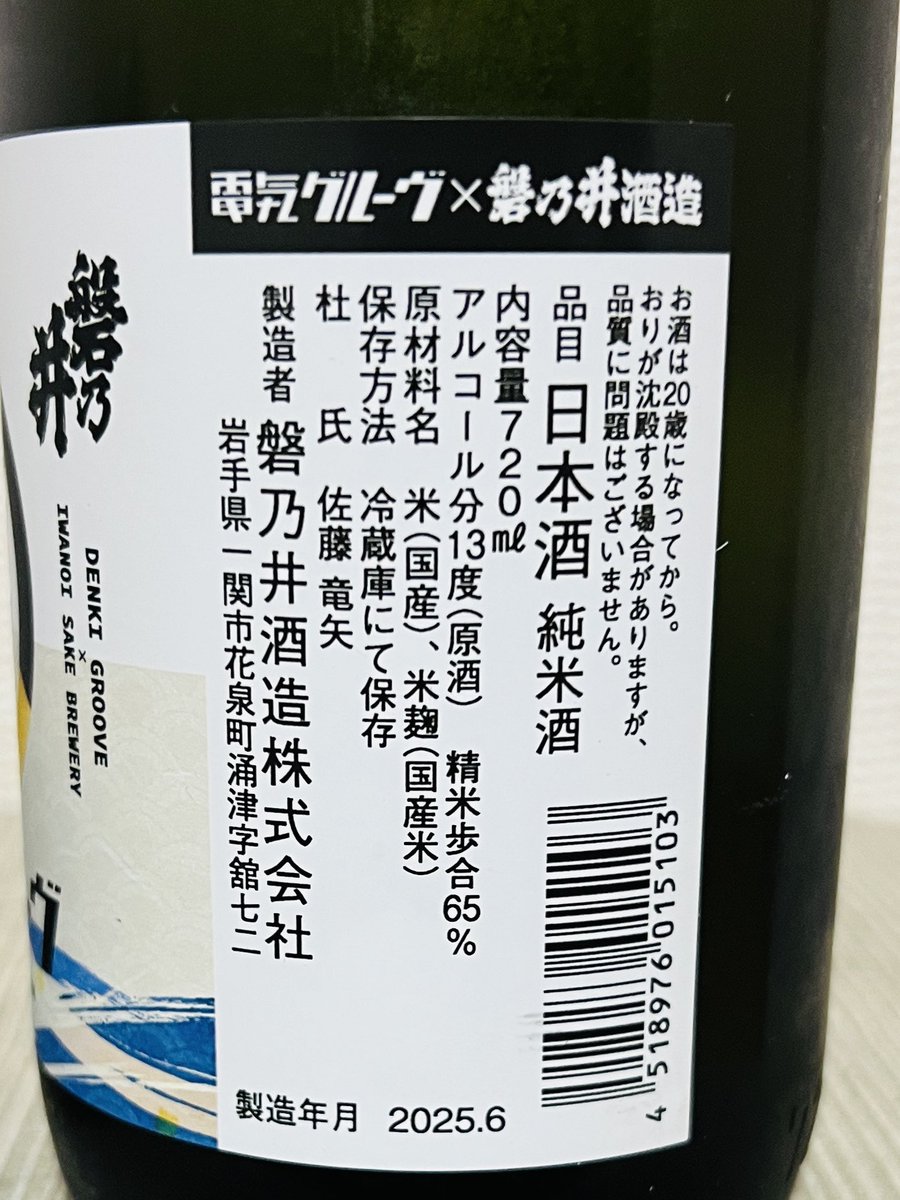 電気グルーヴ×磐乃井酒造
お酒は20歳になってから。
おりが沈殿する場合がありますが、
品質に問題はございません。
品目 日本酒 純米酒
内容量720㎖
アルコール分13度(原酒) 精米歩合65%
原材料名 米(国産)、米麹(国産米)
保存方法 冷蔵庫にて保存
杜氏 佐藤 竜矢
製造者 磐乃井酒造株式会社
岩手県一関市花泉町涌津字舘七二
製造年月 2025.6
4 518976 015103
磐乃井
DENKI GROOVE
×
IWANOI SAKE BREWERY
ヴ